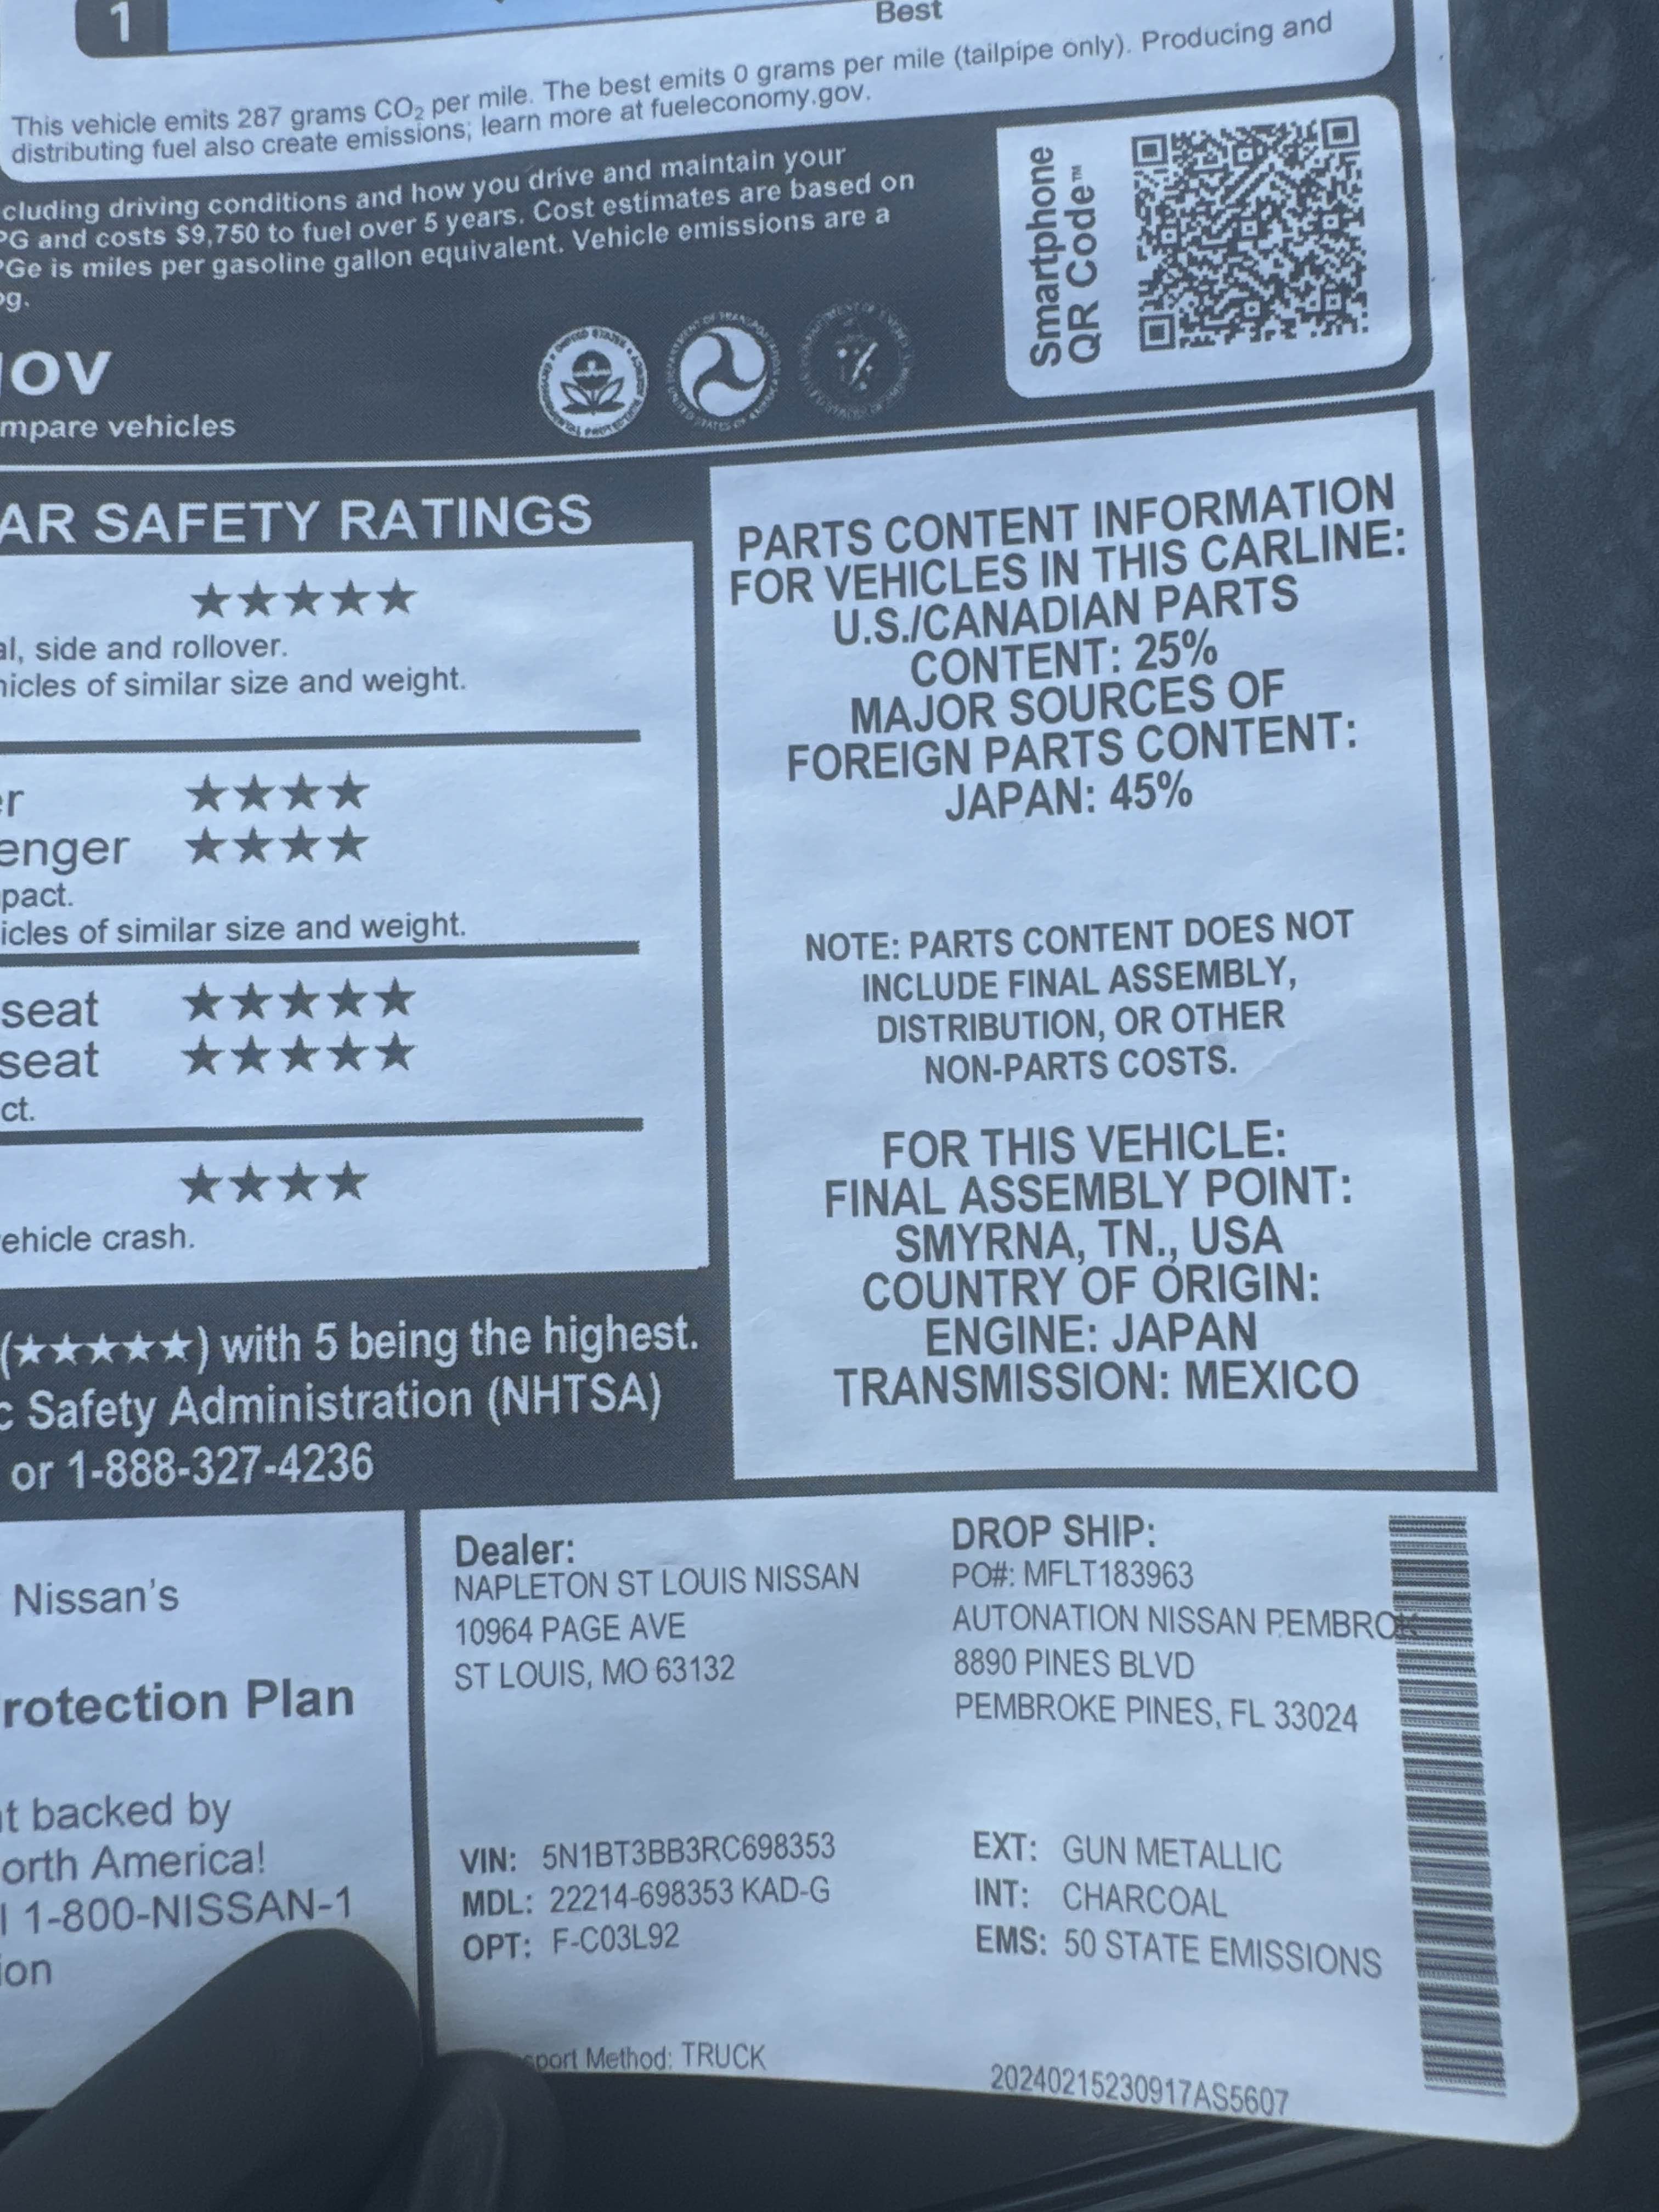 1
Best
This vehicle emits 287 grams CO₂ per mile. The best emits 0 grams per mile (tailpipe only). Producing and
distributing fuel also create emissions; learn more at fueleconomy.gov.
cluding driving conditions and how you drive and maintain your
PG and costs $9,750 to fuel over 5 years. Cost estimates are based on
PGe is miles per gasoline gallon equivalent. Vehicle emissions are a
og.
Smartphone
QR Code™
ov
mpare vehicles
AR SAFETY RATINGS
★★★★★
al, side and rollover.
hicles of similar size and weight.
er ★★★★
enger ★★★★
pact.
icles of similar size and weight.
seat ★★★★★
seat ★★★★★
ct.
★★★★
ehicle crash.
(★★★★★) with 5 being the highest.
c Safety Administration (NHTSA)
or 1-888-327-4236
PARTS CONTENT INFORMATION
FOR VEHICLES IN THIS CARLINE:
U.S./CANADIAN PARTS
CONTENT: 25%
MAJOR SOURCES OF
FOREIGN PARTS CONTENT:
JAPAN: 45%
NOTE: PARTS CONTENT DOES NOT
INCLUDE FINAL ASSEMBLY,
DISTRIBUTION, OR OTHER
NON-PARTS COSTS.
FOR THIS VEHICLE:
FINAL ASSEMBLY POINT:
SMYRNA, TN., USA
COUNTRY OF ORIGIN:
ENGINE: JAPAN
TRANSMISSION: MEXICO
Nissan's
rotection Plan
t backed by
orth America!
1-800-NISSAN-1
ion
Dealer:
NAPLETON ST LOUIS NISSAN
10964 PAGE AVE
ST LOUIS, MO 63132
DROP SHIP:
PO#: MFLT183963
AUTONATION NISSAN PEMBROK
8890 PINES BLVD
PEMBROKE PINES, FL 33024
VIN: 5N1BT3BB3RC698353
MDL: 22214-698353 KAD-G
OPT: F-C03L92
EXT: GUN METALLIC
INT: CHARCOAL
EMS: 50 STATE EMISSIONS
sport Method: TRUCK
20240215230917AS5607